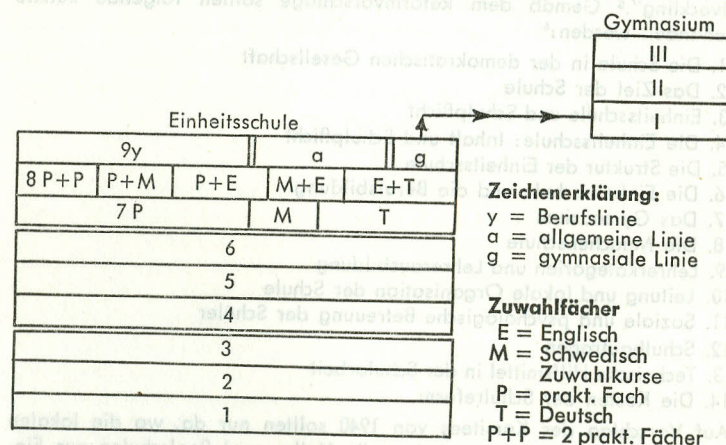 Gymnasium
III
II
Einheitsschule
9y a g
8 P+P P+M P+E M+E E+T
7 P M T
6
5
4
3
2
1
Zeichenerklärung:
y = Berufslinie
a = allgemeine Linie
g = gymnasiale Linie
Zuwahlfächer
E = Englisch
M = Schwedisch
Zuwahlkurse
P = prakt. Fach
T = Deutsch
P+P = 2 prakt. Fächer